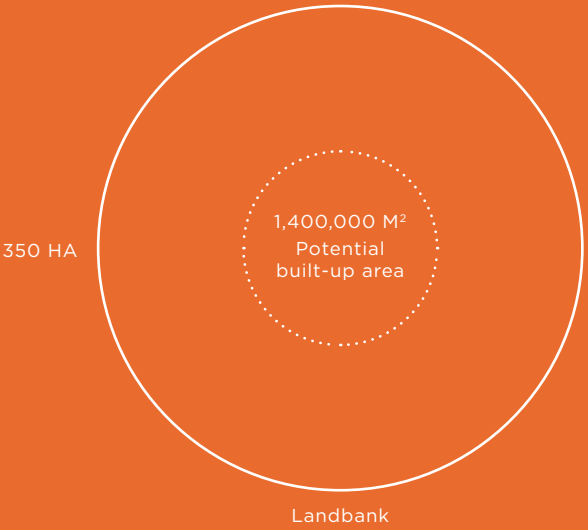 1,400,000 M²
Potential
built-up area
350 HA
Landbank